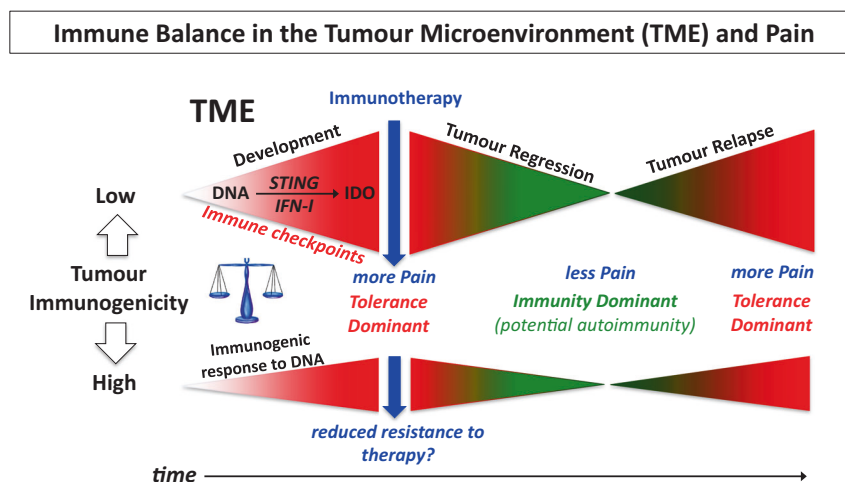 Immune Balance in the Tumour Microenvironment (TME) and Pain
Immunotherapy
TME
Development
Tumour Regression
Tumour Relapse
Low
DNA
STING
IFN-I
IDO
Immune checkpoints
Tumour
Immunogenicity
more Pain
Tolerance
Dominant
less Pain
Immunity Dominant
(potential autoimmunity)
more Pain
Tolerance
Dominant
Immunogenic
response to DNA
High
reduced resistance to
therapy?
time